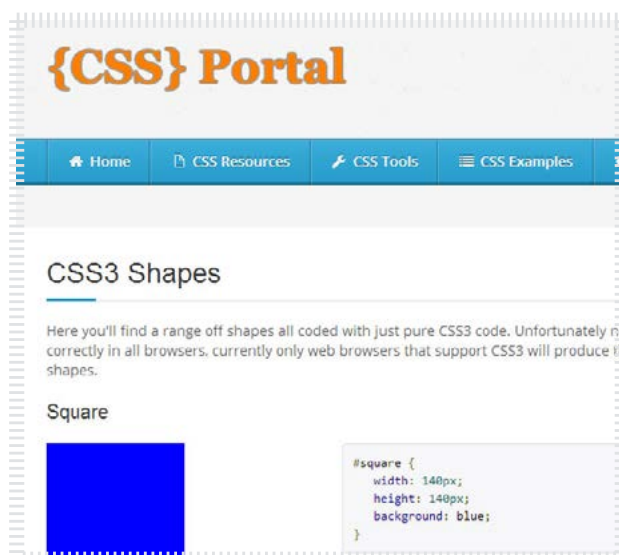 {CSS} Portal
Home CSS Resources CSS Tools CSS Examples
CSS3 Shapes
Here you'll find a range off shapes all coded with just pure CSS3 code. Unfortunately
correctly in all browsers, currently only web browsers that support CSS3 will produce
shapes.
Square
#square {
width: 140px;
height: 140px;
background: blue;
}